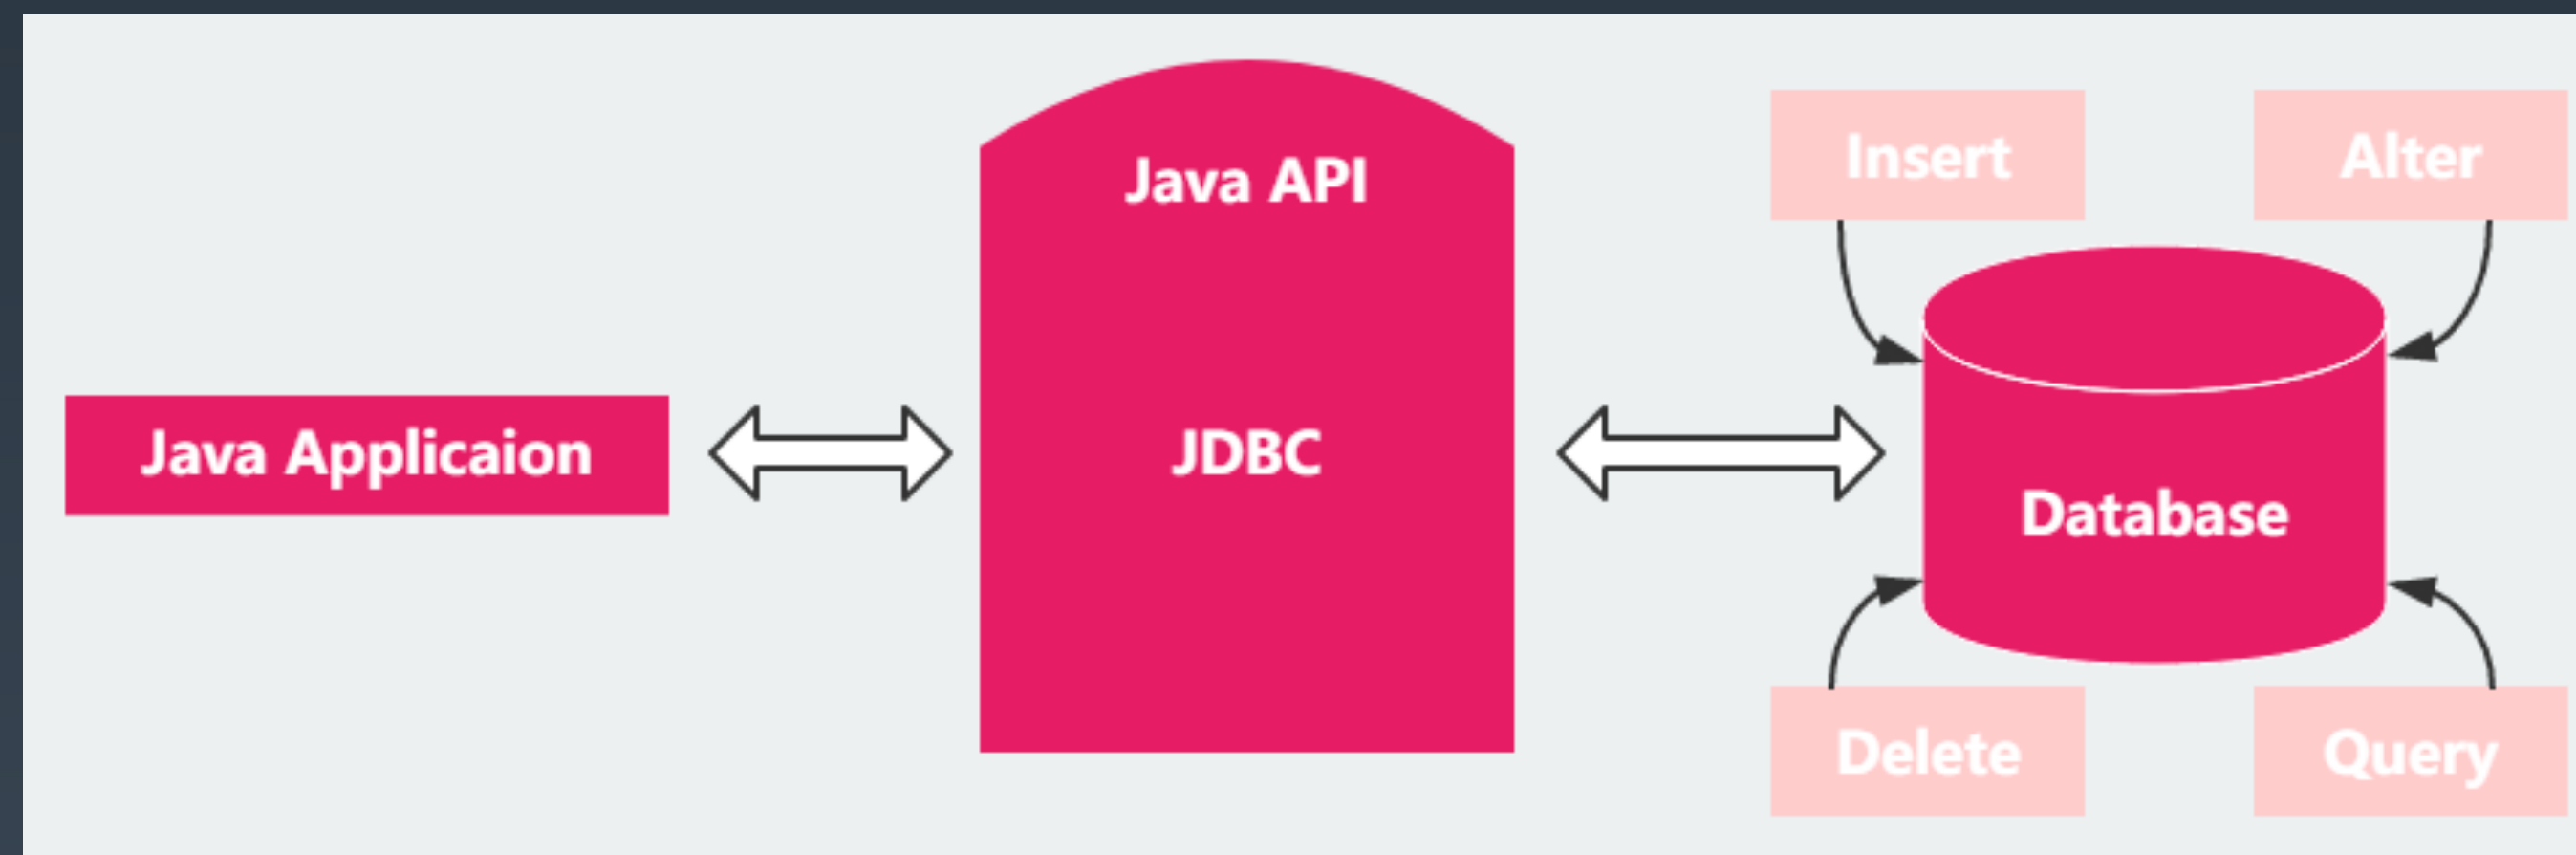 Java API
Insert
Alter
Java Applicaion
JDBC
Database
Delete
Query